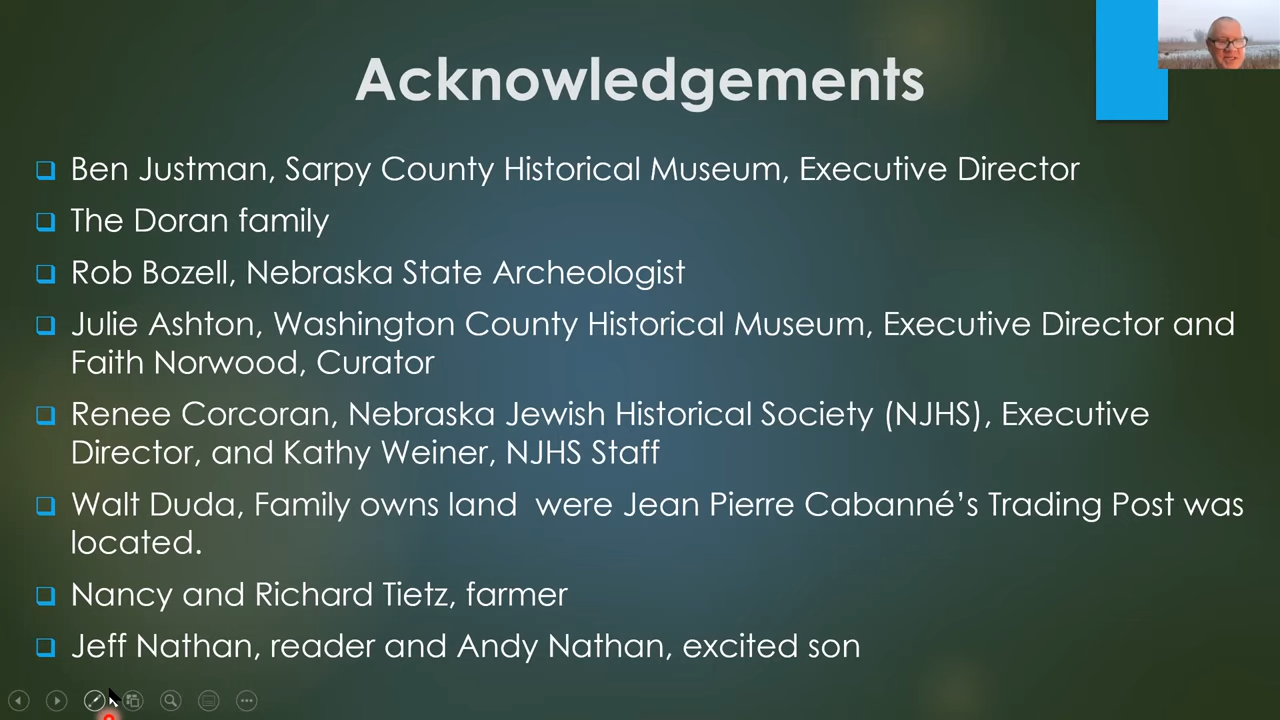 Acknowledgements
Ben Justman, Sarpy County Historical Museum, Executive Director
The Doran family
Rob Bozell, Nebraska State Archeologist
Julie Ashton, Washington County Historical Museum, Executive Director and
Faith Norwood, Curator
Renee Corcoran, Nebraska Jewish Historical Society (NJHS), Executive
Director, and Kathy Weiner, NJHS Staff
Walt Duda, Family owns land  were Jean Pierre Cabanné’s Trading Post was
located.
Nancy and Richard Tietz, farmer
Jeff Nathan, reader and Andy Nathan, excited son